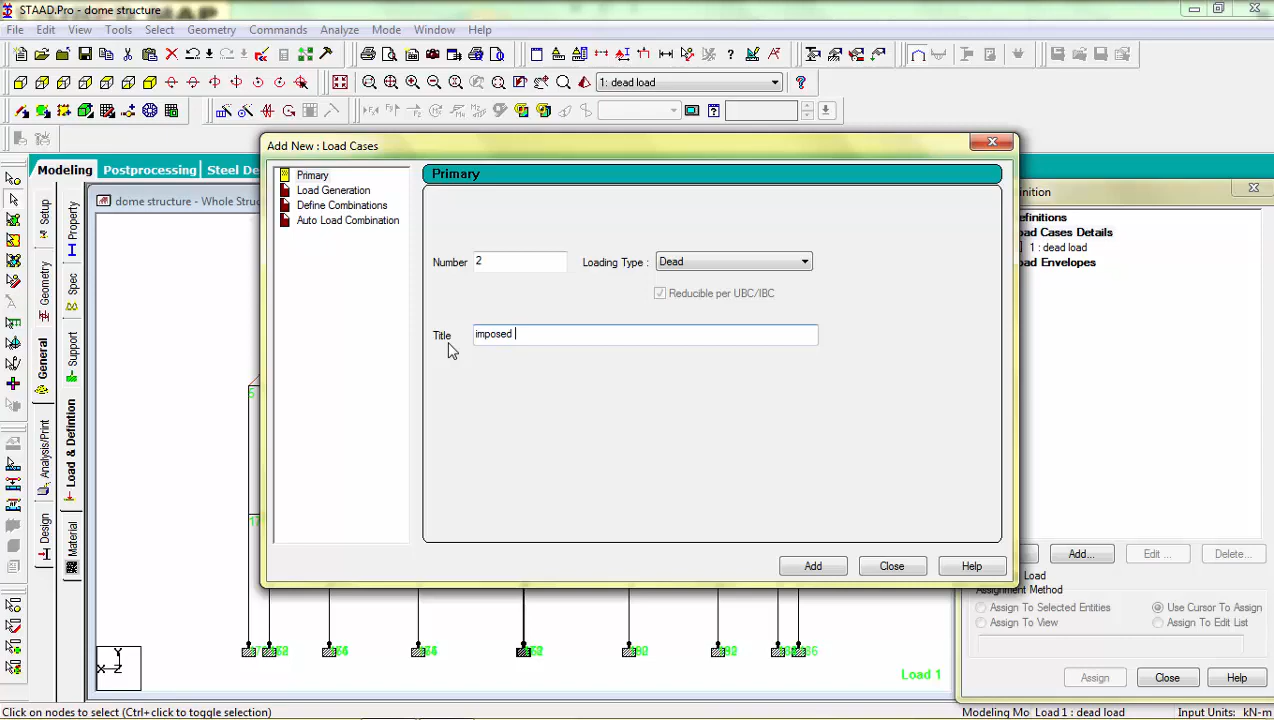 STAAD.Pro - dome structure
File Edit View Tools Select Geometry Commands Analyze Mode Window Help
1: dead load
Add New : Load Cases
Modeling Postprocessing Steel De
dome structure - Whole Struc
Setup
Geometry
General
Analysis/Print
Design
Property
Spec
Support
Load & Definition
Material
Primary
Load Generation
Define Combinations
Auto Load Combination
Primary
Number 2 Loading Type : Dead
Reducible per UBC/IBC
Title imposed
Add Close Help
oad Cases Details
1 : dead load
oad Envelopes
Add... Edit ... Delete...
Load
Assignment Method
Assign To Selected Entities Use Cursor To Assign
Assign To View Assign To Edit List
Assign Close Help
Y
X Z
Load 1
Click on nodes to select (Ctrl+click to toggle selection) Modeling Mo Load 1 : dead load Input Units: kN-m